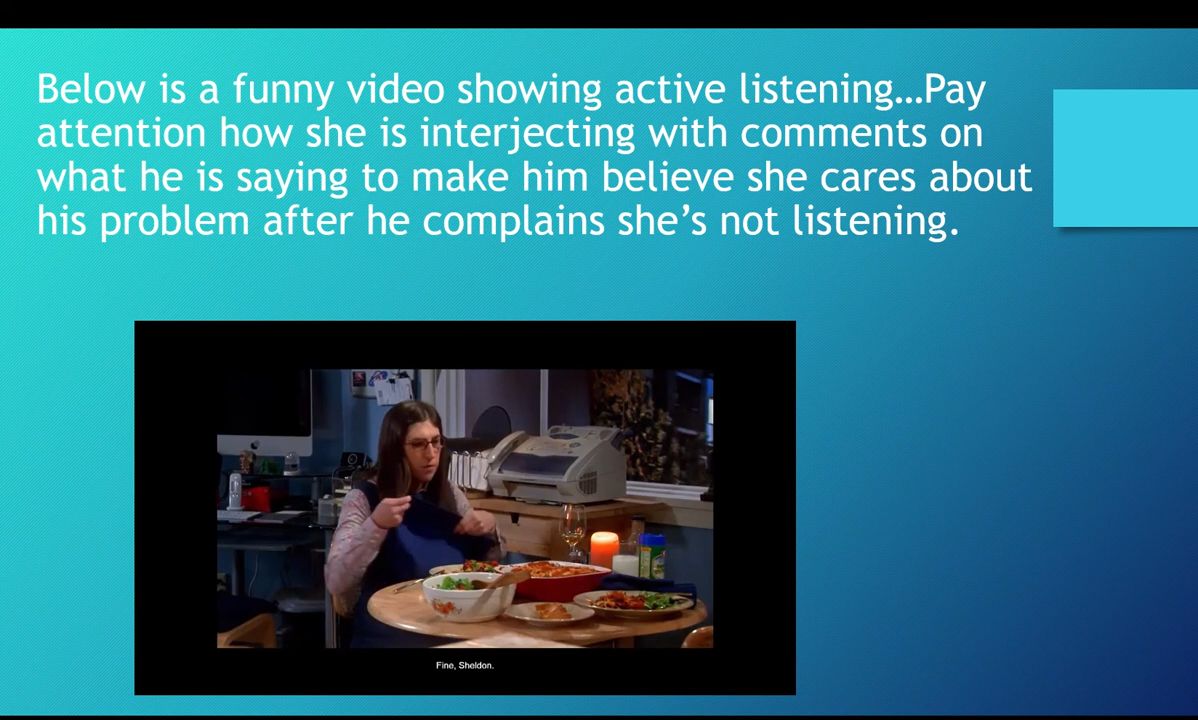 Below is a funny video showing active listening…Pay
attention how she is interjecting with comments on
what he is saying to make him believe she cares about
his problem after he complains she’s not listening.
Fine, Sheldon.